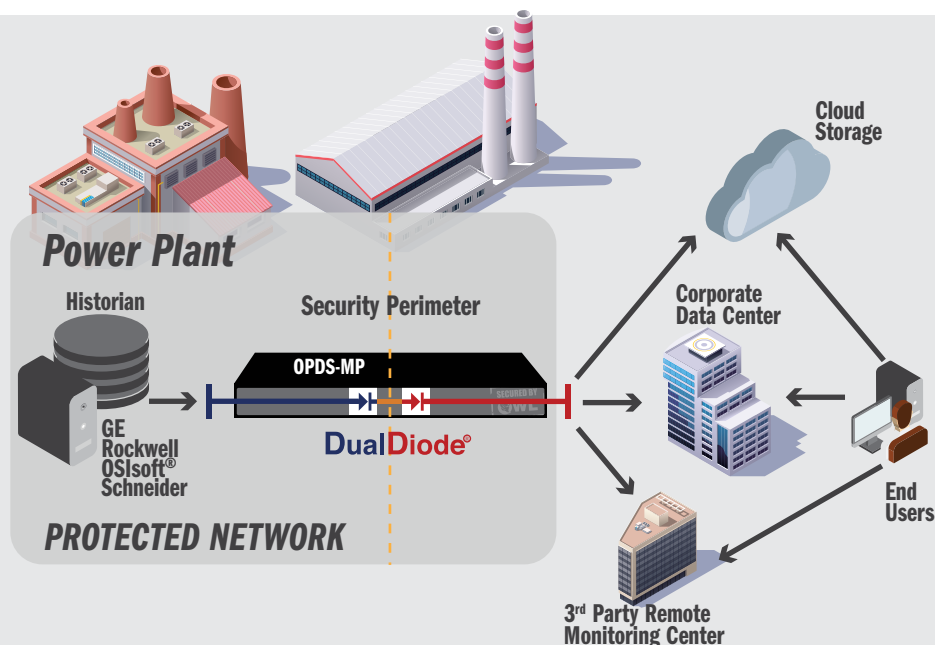 Cloud
Storage
Power Plant
Historian
Security Perimeter
Corporate
Data Center
OPDS-MP
SECURED BY
OWL
DualDiode®
GE
Rockwell
OSIsoft®
Schneider
End
Users
PROTECTED NETWORK
3rd Party Remote
Monitoring Center